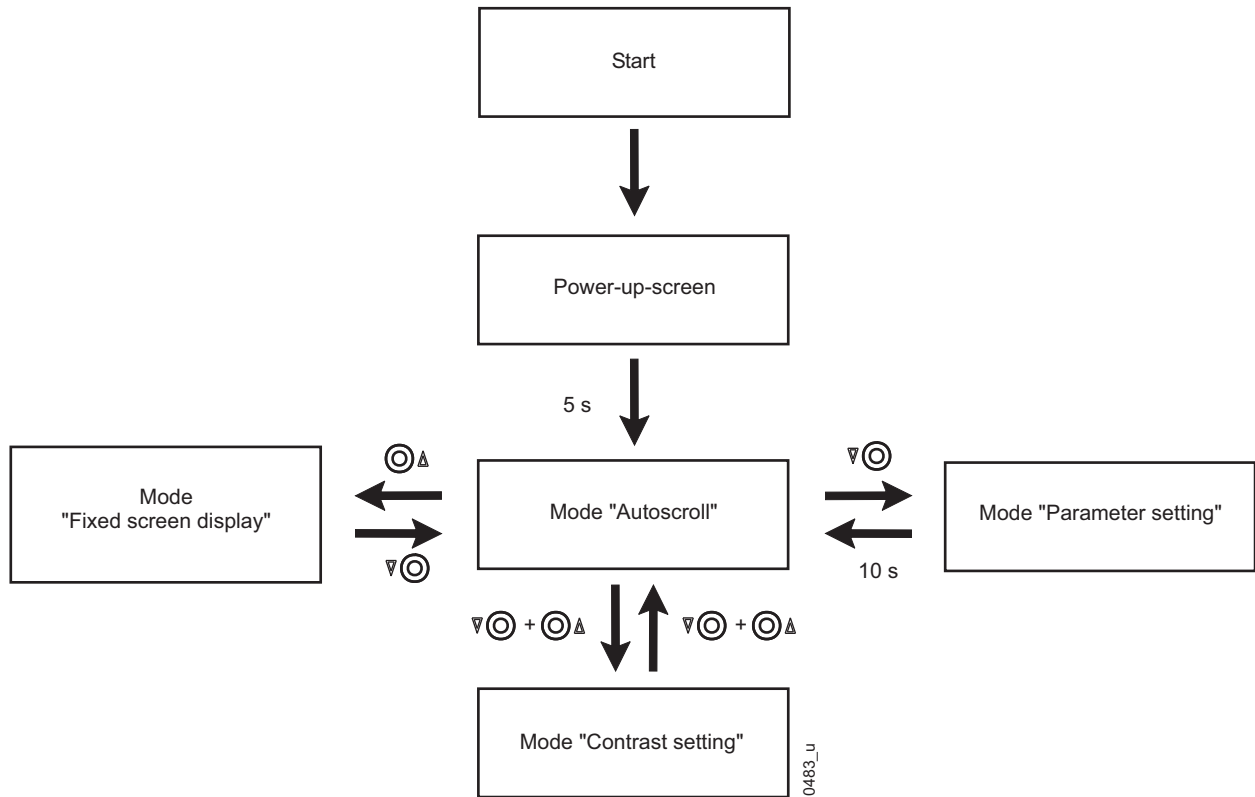 Start
Power-up-screen
5 s
Mode
"Fixed screen display"
Mode "Autoscroll"
Mode "Parameter setting"
10 s
+
+
Mode "Contrast setting"
0483_u